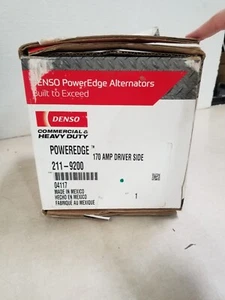 DENSO PowerEdge Alternators
Built to Exceed
DENSO
COMMERCIAL &
HEAVY DUTY
POWEREDGE™
170 AMP DRIVER SIDE
211-9200
04117
MADE IN MEXICO
HECHO EN MEXICO
FABRIQUE AU MEXIQUE
1